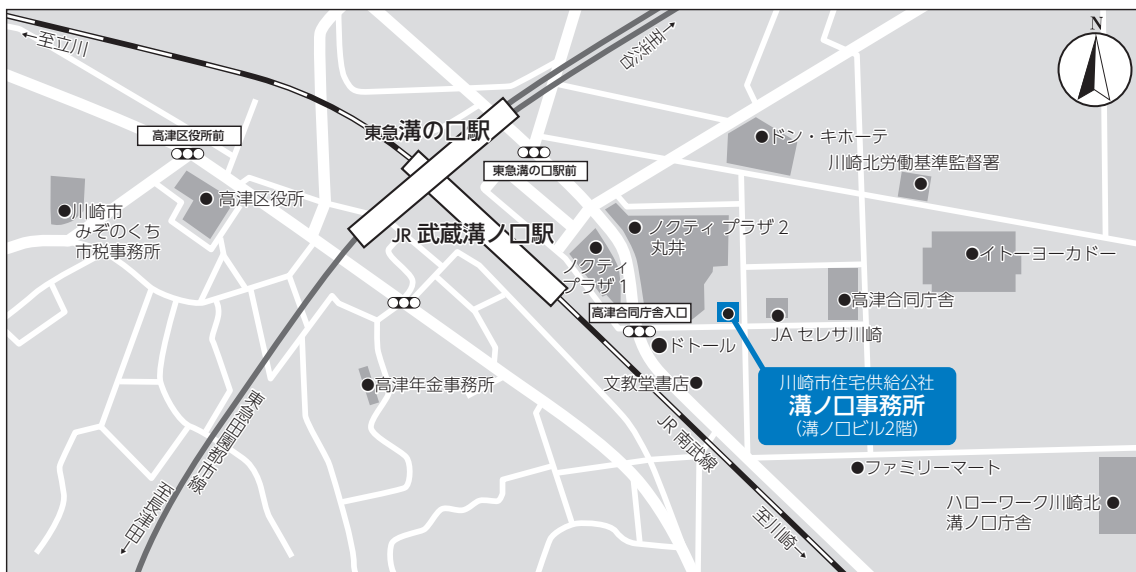 N
←至立川
至渋谷→
高津区役所前
東急溝の口駅
東急溝の口駅前
ドン・キホーテ
川崎北労働基準監督署
高津区役所
川崎市
みぞのくち
市税事務所
JR 武蔵溝ノ口駅
ノクティ プラザ 2
丸井
ノクティ
プラザ 1
イトーヨーカドー
高津合同庁舎
高津合同庁舎入口
JA セレサ川崎
ドトール
文教堂書店
高津年金事務所
川崎市住宅供給公社
溝ノ口事務所
(溝ノ口ビル2階)
JR 南武線
東急田園都市線
ファミリーマート
ハローワーク川崎北
溝ノ口庁舎
←至長津田
至川崎→